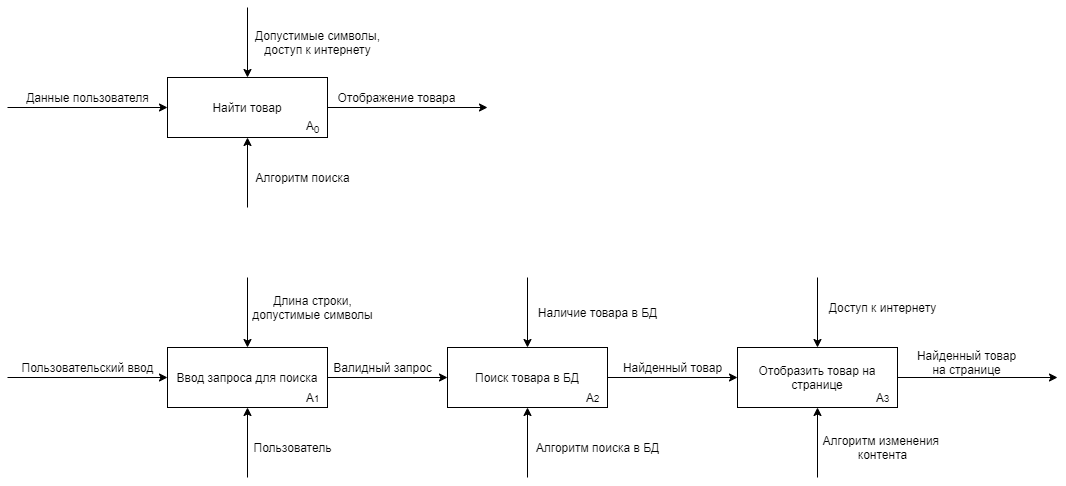 Допустимые символы,
доступ к интернету
Данные пользователя
Найти товар
Отображение товара
A0
Алгоритм поиска
Длина строки,
допустимые символы
Наличие товара в БД
Доступ к интернету
Пользовательский ввод
Ввод запроса для поиска
A1
Валидный запрос
Поиск товара в БД
A2
Найденный товар
Отобразить товар на
странице
A3
Найденный товар
на странице
Пользователь
Алгоритм поиска в БД
Алгоритм изменения
контента